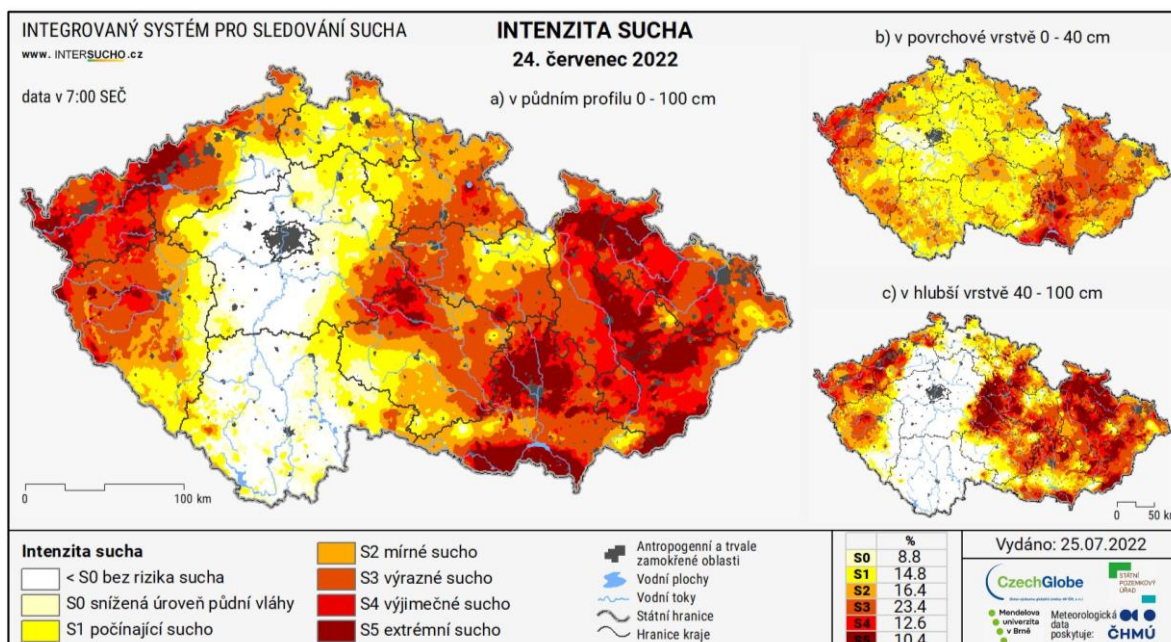 INTEGROVANÝ SYSTÉM PRO SLEDOVÁNÍ SUCHA
www. INTERSUCHO.cz
data v 7:00 SEČ
INTENZITA SUCHA
24. červenec 2022
a) v půdním profilu 0 - 100 cm
b) v povrchové vrstvě 0 - 40 cm
c) v hlubší vrstvě 40 - 100 cm
0 100 km
0 50 km
Intenzita sucha
< S0 bez rizika sucha
S0 snížená úroveň půdní vláhy
S1 počínající sucho
S2 mírné sucho
S3 výrazné sucho
S4 výjimečné sucho
S5 extrémní sucho
Antropogenní a trvale
zamokřené oblasti
Vodní plochy
Vodní toky
Státní hranice
Hranice kraje
%
S0 8.8
S1 14.8
S2 16.4
S3 23.4
S4 12.6
S5 10.4
Vydáno: 25.07.2022
CzechGlobe
STÁTNÍ
POZEMKOVÝ
ÚŘAD
Mendelova
univerzita
v Brně
Meteorologická
data
poskytuje:
ČHMÚ